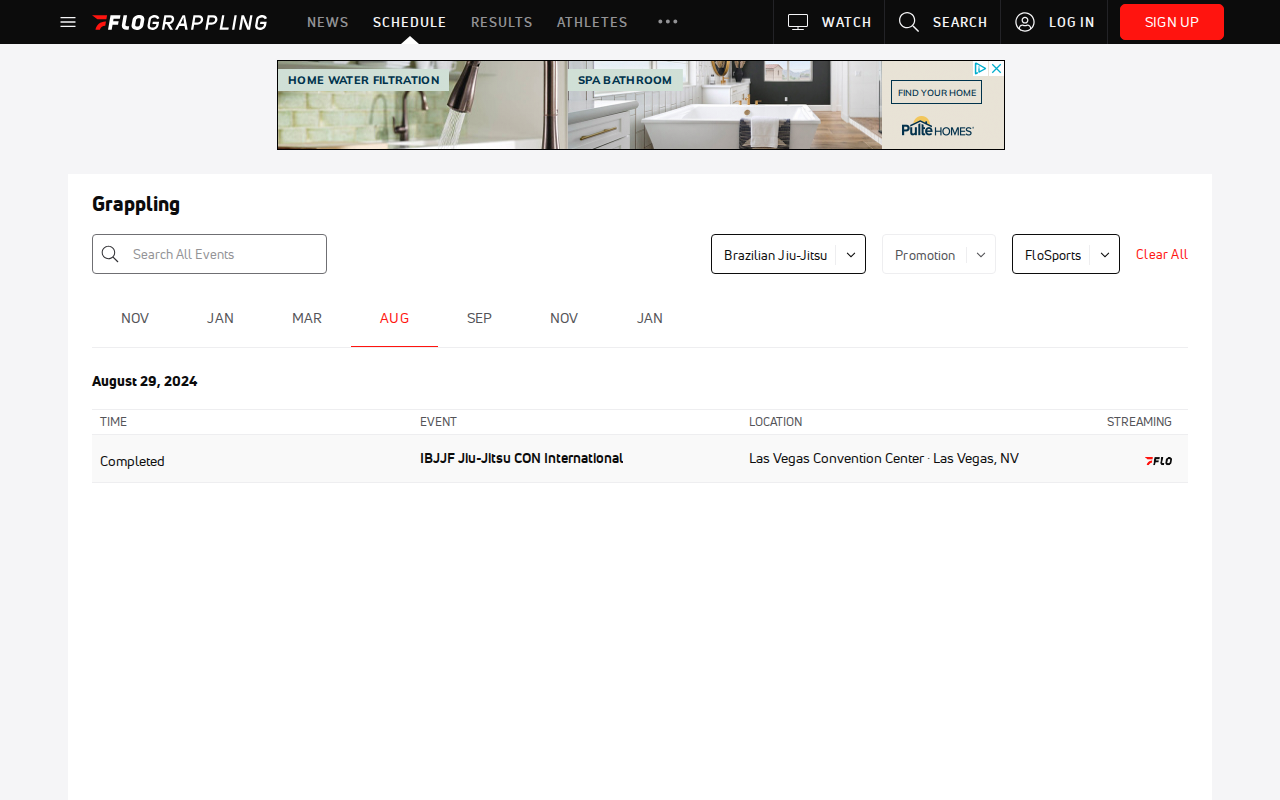 FLOGRAPPLING NEWS SCHEDULE RESULTS ATHLETES WATCH SEARCH LOG IN SIGN UP
HOME WATER FILTRATION SPA BATHROOM
FIND YOUR HOME
Pulte HOMES
Grappling
Search All Events Brazilian Jiu-Jitsu Promotion FloSports Clear All
NOV JAN MAR AUG SEP NOV JAN
August 29, 2024
TIME EVENT LOCATION STREAMING
Completed IBJJF Jiu-Jitsu CON International Las Vegas Convention Center · Las Vegas, NV FLO